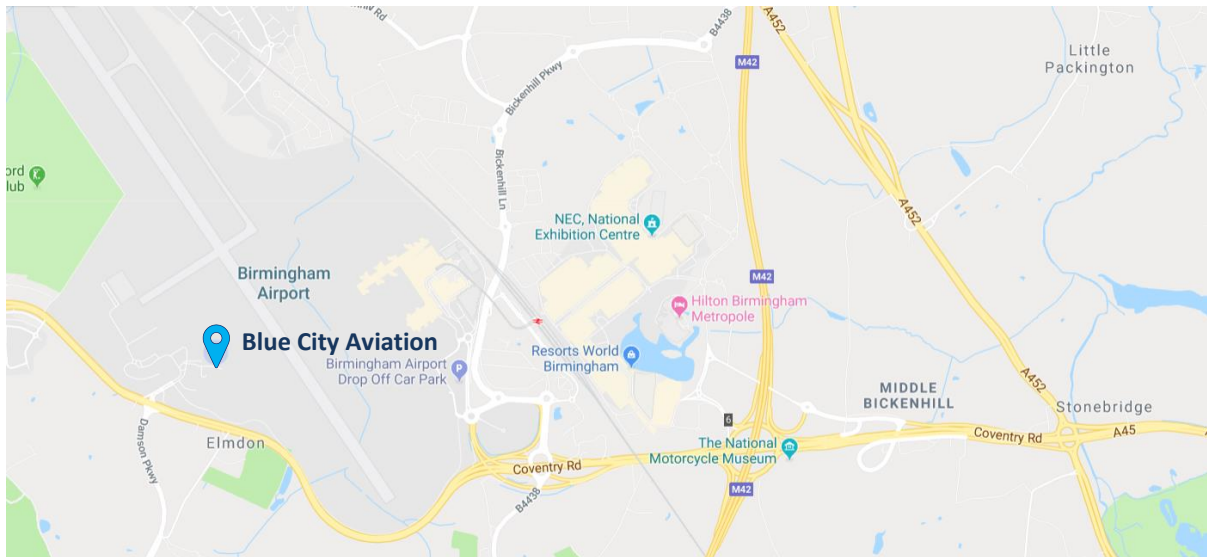 B4438
A452
Little
Packington
M42
Bickenhill Pkwy
Bickenhill Ln
ord
lub
A452
NEC, National
Exhibition Centre
Birmingham
Airport
M42
Hilton Birmingham
Metropole
Blue City Aviation
Resorts World
Birmingham
Birmingham Airport
Drop Off Car Park
P
A452
MIDDLE
BICKENHILL
Stonebridge
Damson Pkwy
Elmdon
6
Coventry Rd
A45
The National
Motorcycle Museum
Coventry Rd
M42
B4438